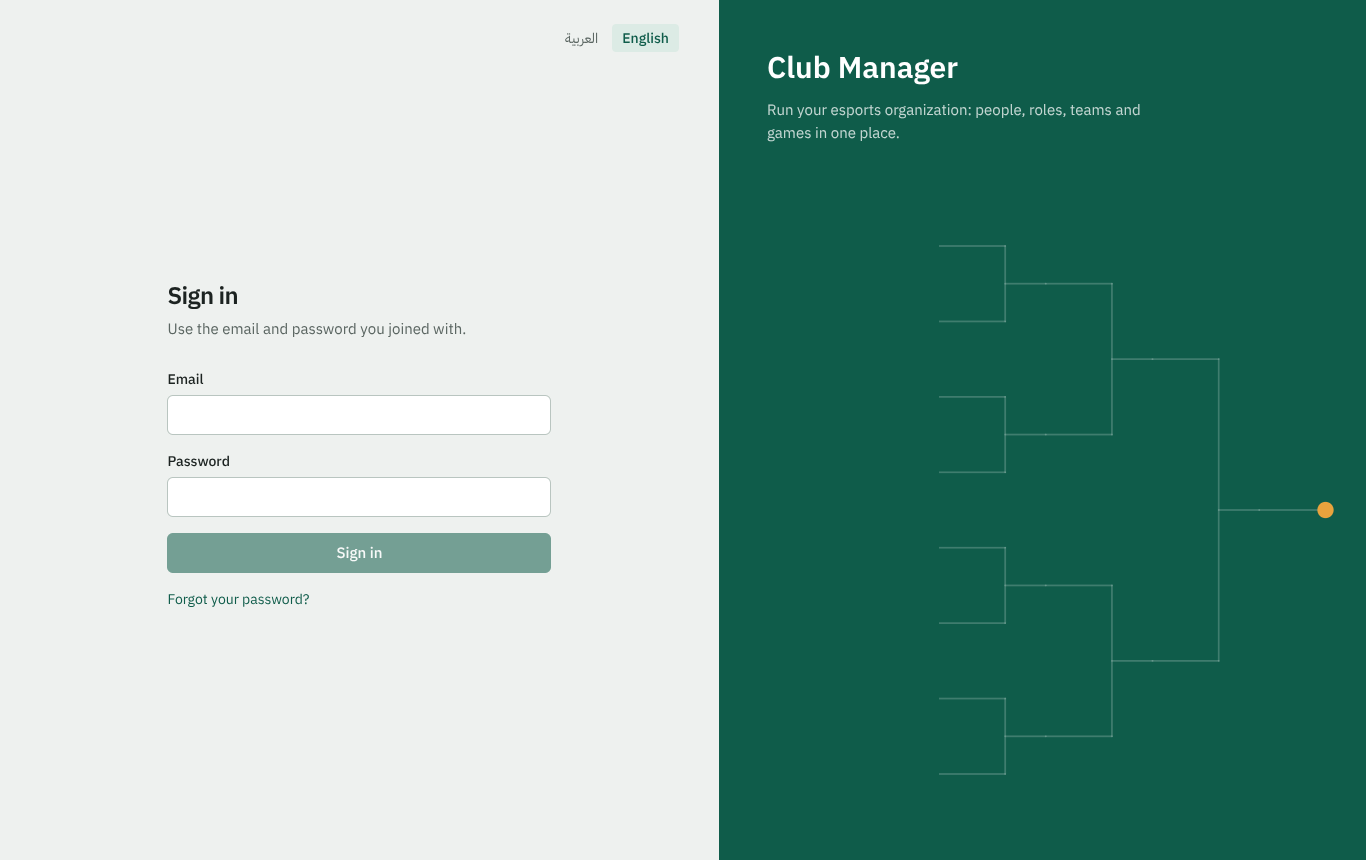 العربية
English
Sign in
Use the email and password you joined with.
Email
Password
Sign in
Forgot your password?
Club Manager
Run your esports organization: people, roles, teams and
games in one place.